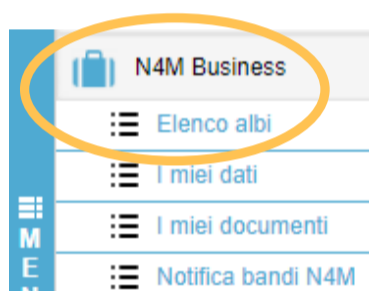 N4M Business
Elenco albi
I miei dati
I miei documenti
Notifica bandi N4M
M
E